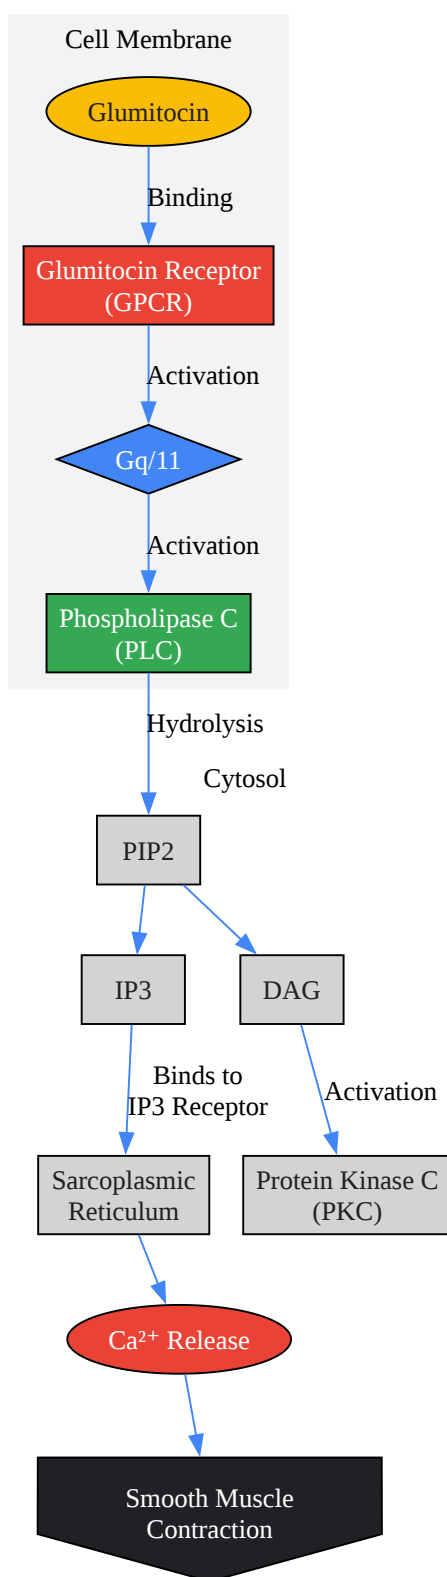 Cell Membrane
Glumitocin
Binding
Glumitocin Receptor
(GPCR)
Activation
Gq/11
Activation
Phospholipase C
(PLC)
Hydrolysis
Cytosol
PIP2
IP3
DAG
Binds to
IP3 Receptor
Activation
Sarcoplasmic
Reticulum
Protein Kinase C
(PKC)
Ca²⁺ Release
Smooth Muscle
Contraction